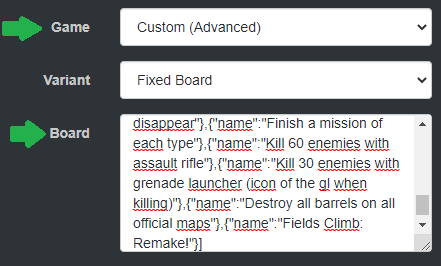 Game Custom (Advanced)
Variant Fixed Board
Board disappear"},{"name":"Finish a mission of
each type"},{"name":"Kill 60 enemies with
assault rifle"},{"name":"Kill 30 enemies with
grenade launcher (icon of the gl when
killing)"},{"name":"Destroy all barrels on all
official maps"},{"name":"Fields Climb:
Remake!"}]